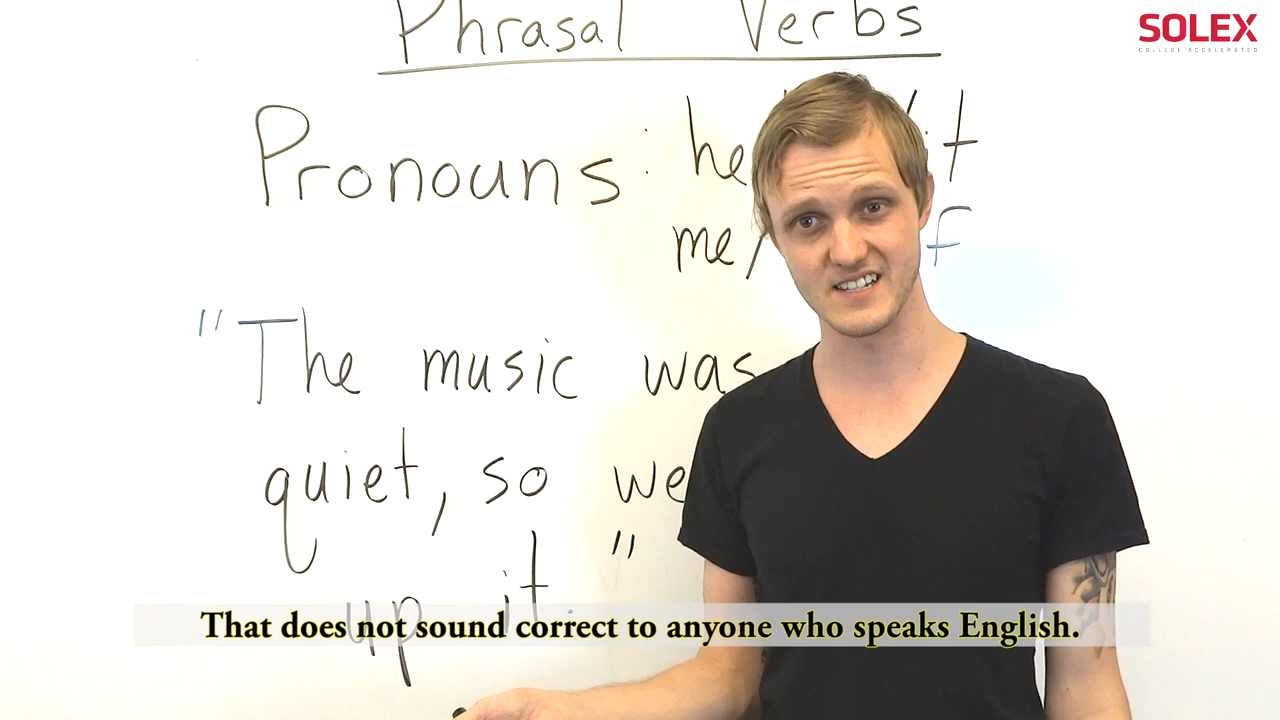 Phrasal Verbs
SOLEX
COLLEGE ACCELERATED
Pronouns: he it
me/
"The music was
quiet, so we
up it"
That does not sound correct to anyone who speaks English.